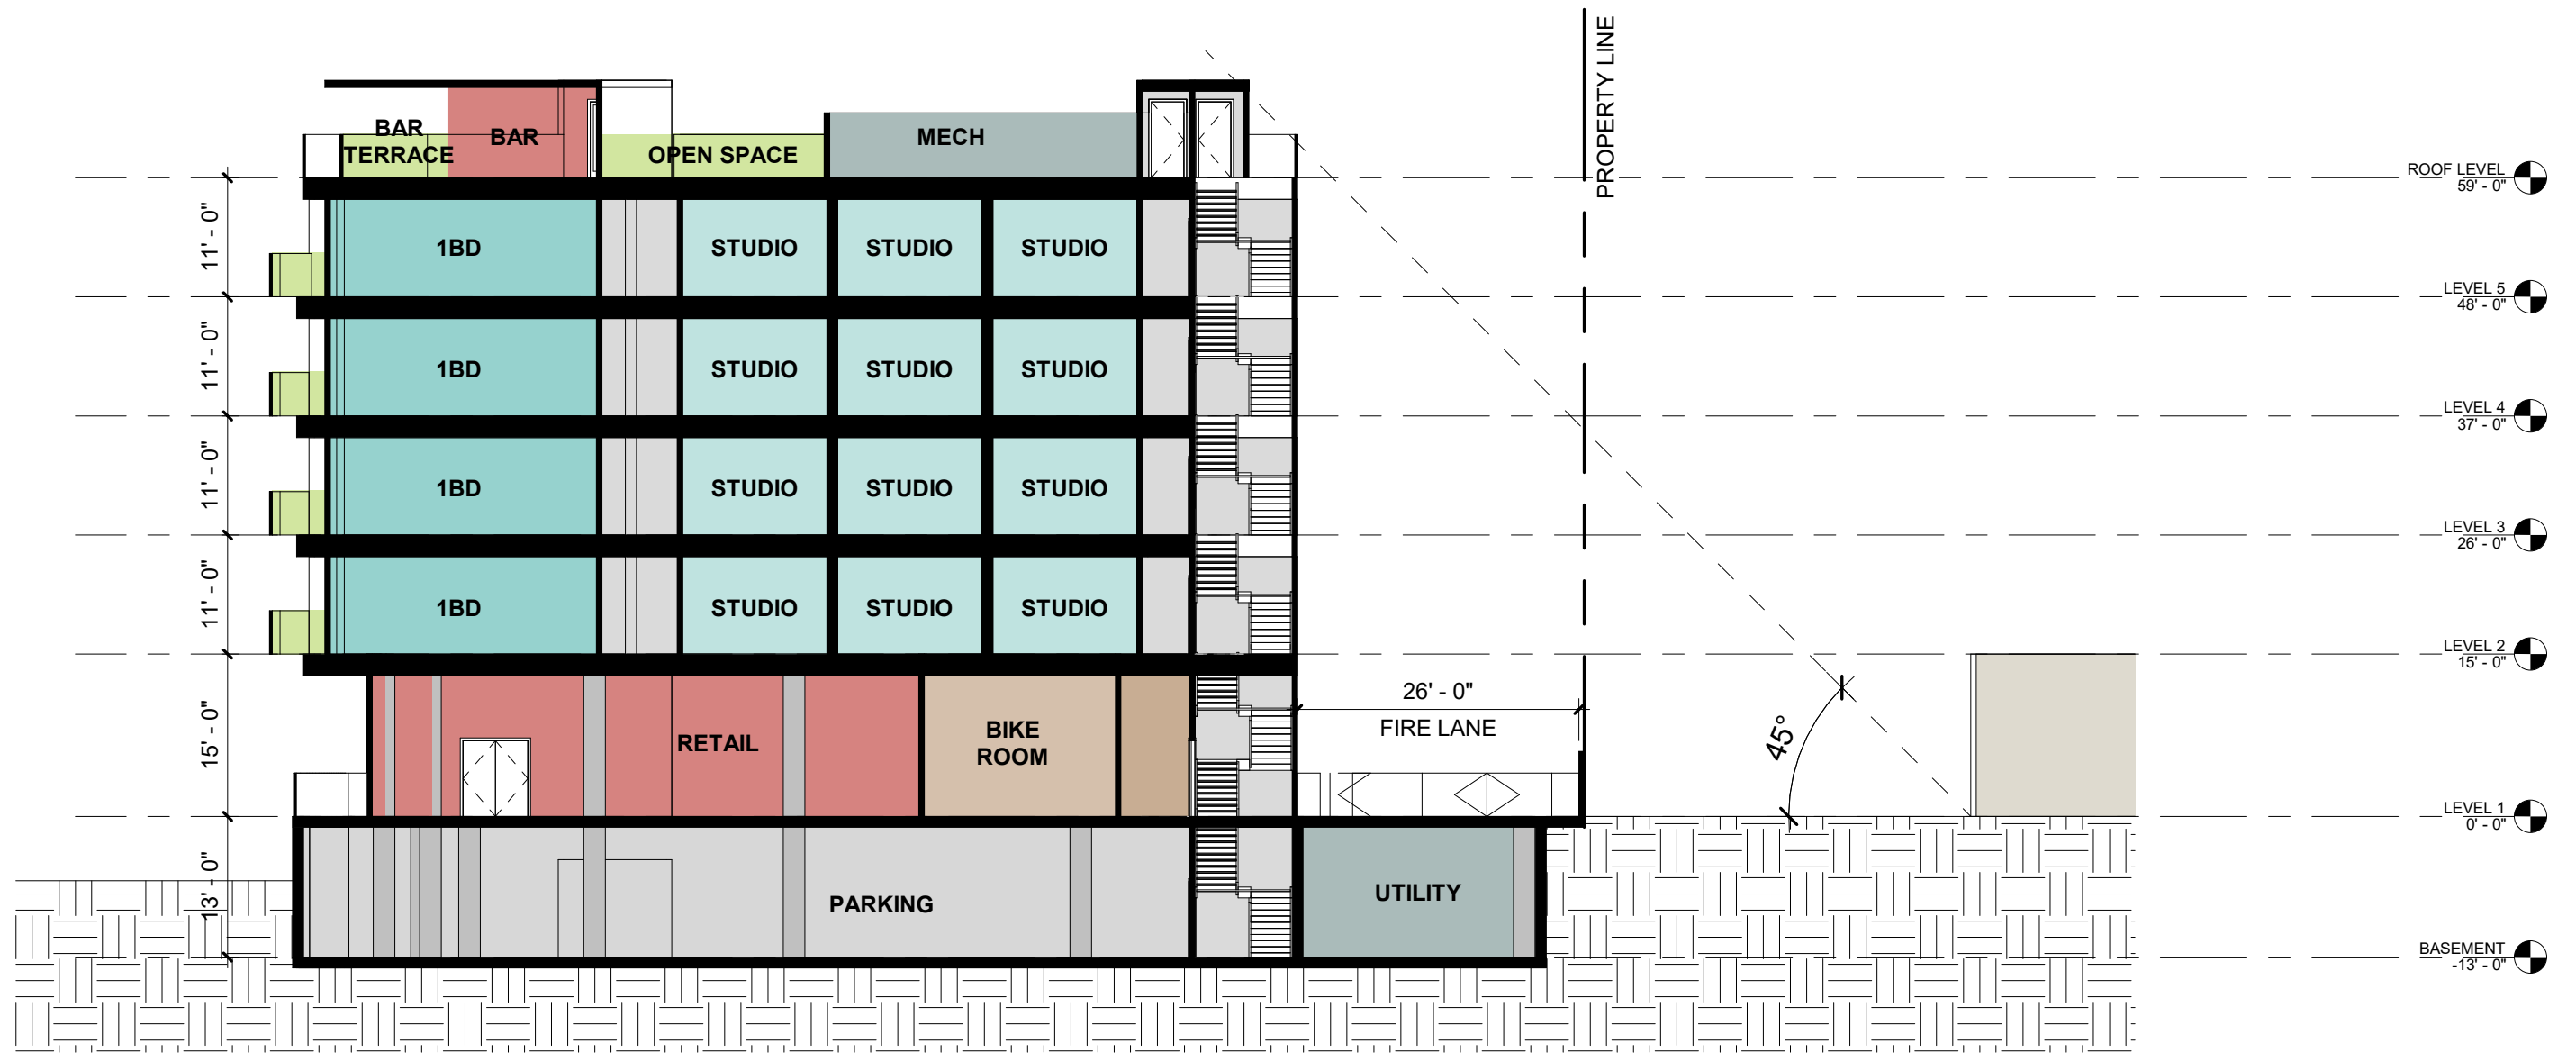 PROPERTY LINE
BAR
TERRACE
BAR
OPEN SPACE
MECH
ROOF LEVEL
59' - 0"
11' - 0"
1BD
STUDIO
STUDIO
STUDIO
LEVEL 5
48' - 0"
11' - 0"
1BD
STUDIO
STUDIO
STUDIO
LEVEL 4
37' - 0"
11' - 0"
1BD
STUDIO
STUDIO
STUDIO
LEVEL 3
26' - 0"
11' - 0"
1BD
STUDIO
STUDIO
STUDIO
LEVEL 2
15' - 0"
15' - 0"
RETAIL
BIKE
ROOM
26' - 0"
FIRE LANE
45°
LEVEL 1
0' - 0"
13' - 0"
PARKING
UTILITY
BASEMENT
-13' - 0"